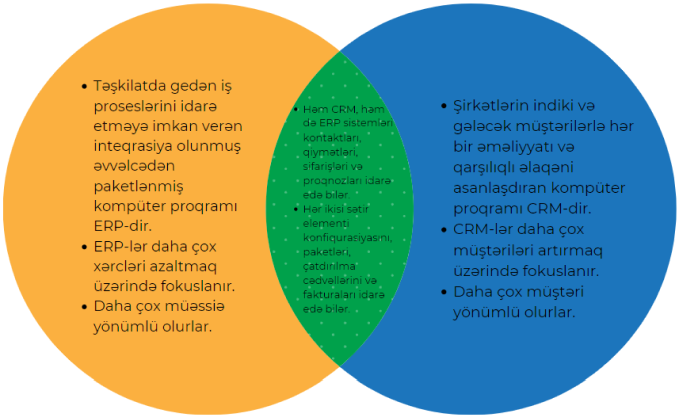 • Təşkilatda gedən iş
proseslərini idarə
etməyə imkan verən
inteqrasiya olunmuş
əvvəlcədən
paketlənmiş
kompüter proqramı
ERP-dir.
• ERP-lər daha çox
xərcləri azaltmaq
üzərində fokuslanır.
• Daha çox müəssiə
yönümlü olurlar.
• Həm CRM, həm
də ERP sistemləri
kontaktları,
qiymətləri,
sifarişləri və
proqnozları idarə
edə bilər.
• Hər ikisi sətir
elementi
konfiqurasiyasını,
paketləri,
çatdırılma
cədvəllərini və
fakturaları idarə
edə bilər.
• Şirkətlərin indiki və
gələcək müştərilərlə hər
bir əməliyyatı və
qarşılıqlı əlaqəni
asanlaşdıran kompüter
proqramı CRM-dir.
• CRM-lər daha çox
müştəriləri artırmaq
üzərində fokuslanır.
• Daha çox müştəri
yönümlü olurlar.